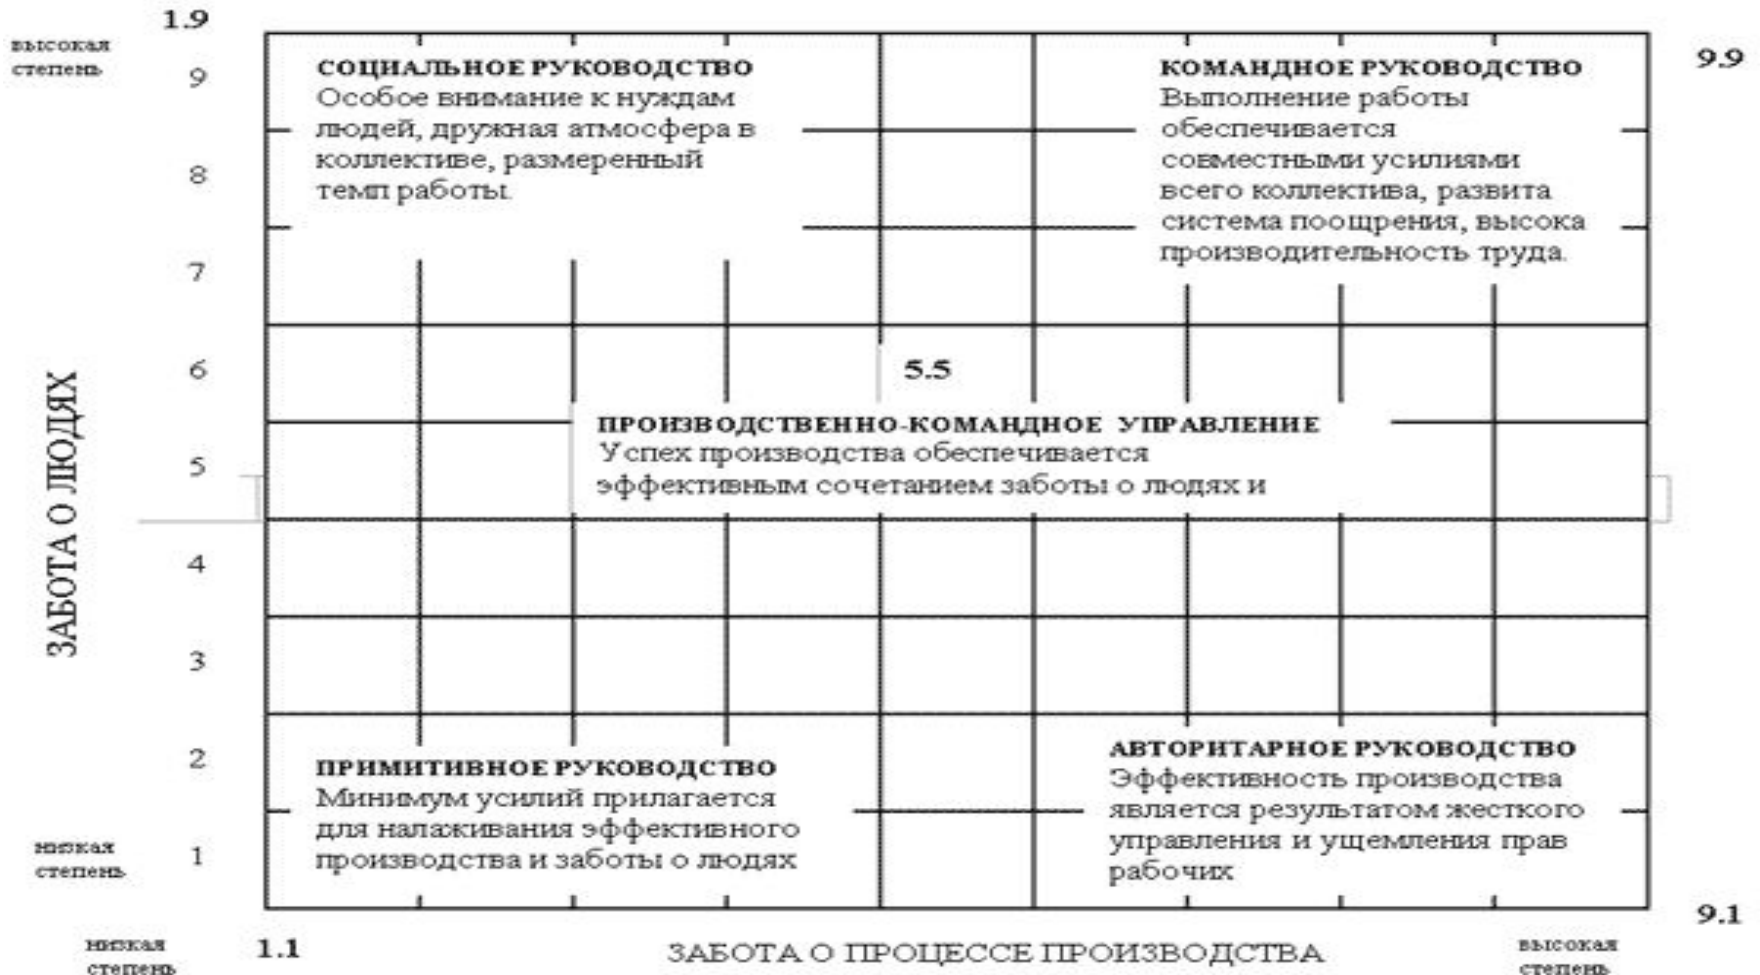 1.9
высокая
степень
9.9
9
8
7
6
5
4
3
2
1
ЗАБОТА О ЛЮДЯХ
СОЦИАЛЬНОЕ РУКОВОДСТВО
Особое внимание к нуждам
людей, дружная атмосфера в
коллективе, размеренный
темп работы.
КОМАНДНОЕ РУКОВОДСТВО
Выполнение работы
обеспечивается
совместными усилиями
всего коллектива, развита
система поощрения, высока
производительность труда.
5.5
ПРОИЗВОДСТВЕННО-КОМАНДНОЕ УПРАВЛЕНИЕ
Успех производства обеспечивается
эффективным сочетанием заботы о людях и
ПРИМИТИВНОЕ РУКОВОДСТВО
Минимум усилий прилагается
для налаживания эффективного
производства и заботы о людях
АВТОРИТАРНОЕ РУКОВОДСТВО
Эффективность производства
является результатом жесткого
управления и ущемления прав
рабочих
низкая
степень
9.1
низкая
степень
1.1
ЗАБОТА О ПРОЦЕССЕ ПРОИЗВОДСТВА
высокая
степень